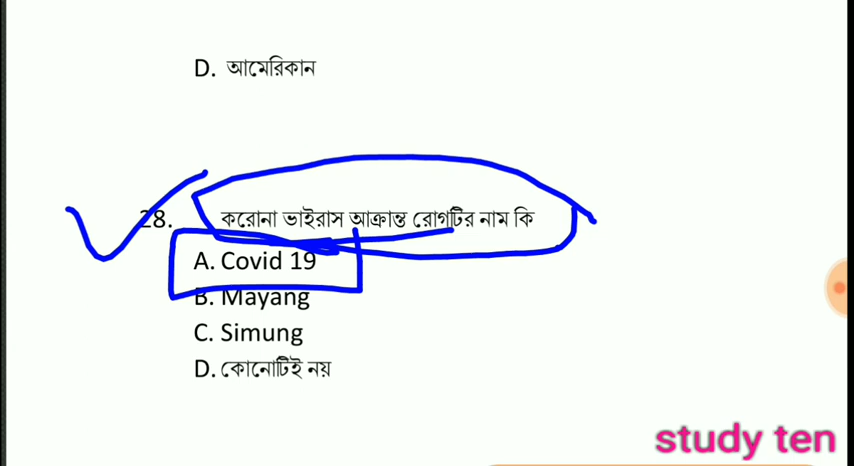 D. আমেরিকান
28. করোনা ভাইরাস আক্রান্ত রোগটির নাম কি
A. Covid 19
B. Mayang
C. Simung
D. কোনোটিই নয়
study ten